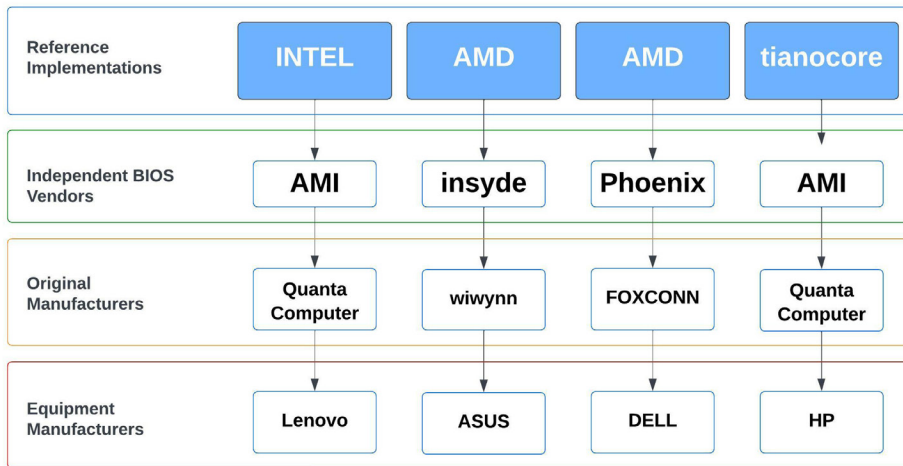 Reference
Implementations
INTEL
AMD
AMD
tianocore
Independent BIOS
Vendors
AMI
insyde
Phoenix
AMI
Original
Manufacturers
Quanta
Computer
wiwynn
FOXCONN
Quanta
Computer
Equipment
Manufacturers
Lenovo
ASUS
DELL
HP